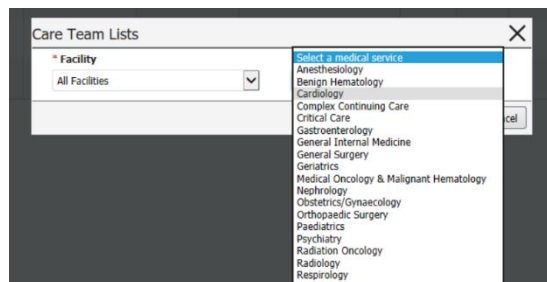 Care Team Lists
* Facility
All Facilities
Select a medical service
Anesthesiology
Benign Hematology
Cardiology
Complex Continuing Care
Critical Care
Gastroenterology
General Internal Medicine
General Surgery
Geriatrics
Medical Oncology & Malignant Hematology
Nephrology
Obstetrics/Gynaecology
Orthopaedic Surgery
Paediatrics
Psychiatry
Radiation Oncology
Radiology
Respirology
cel